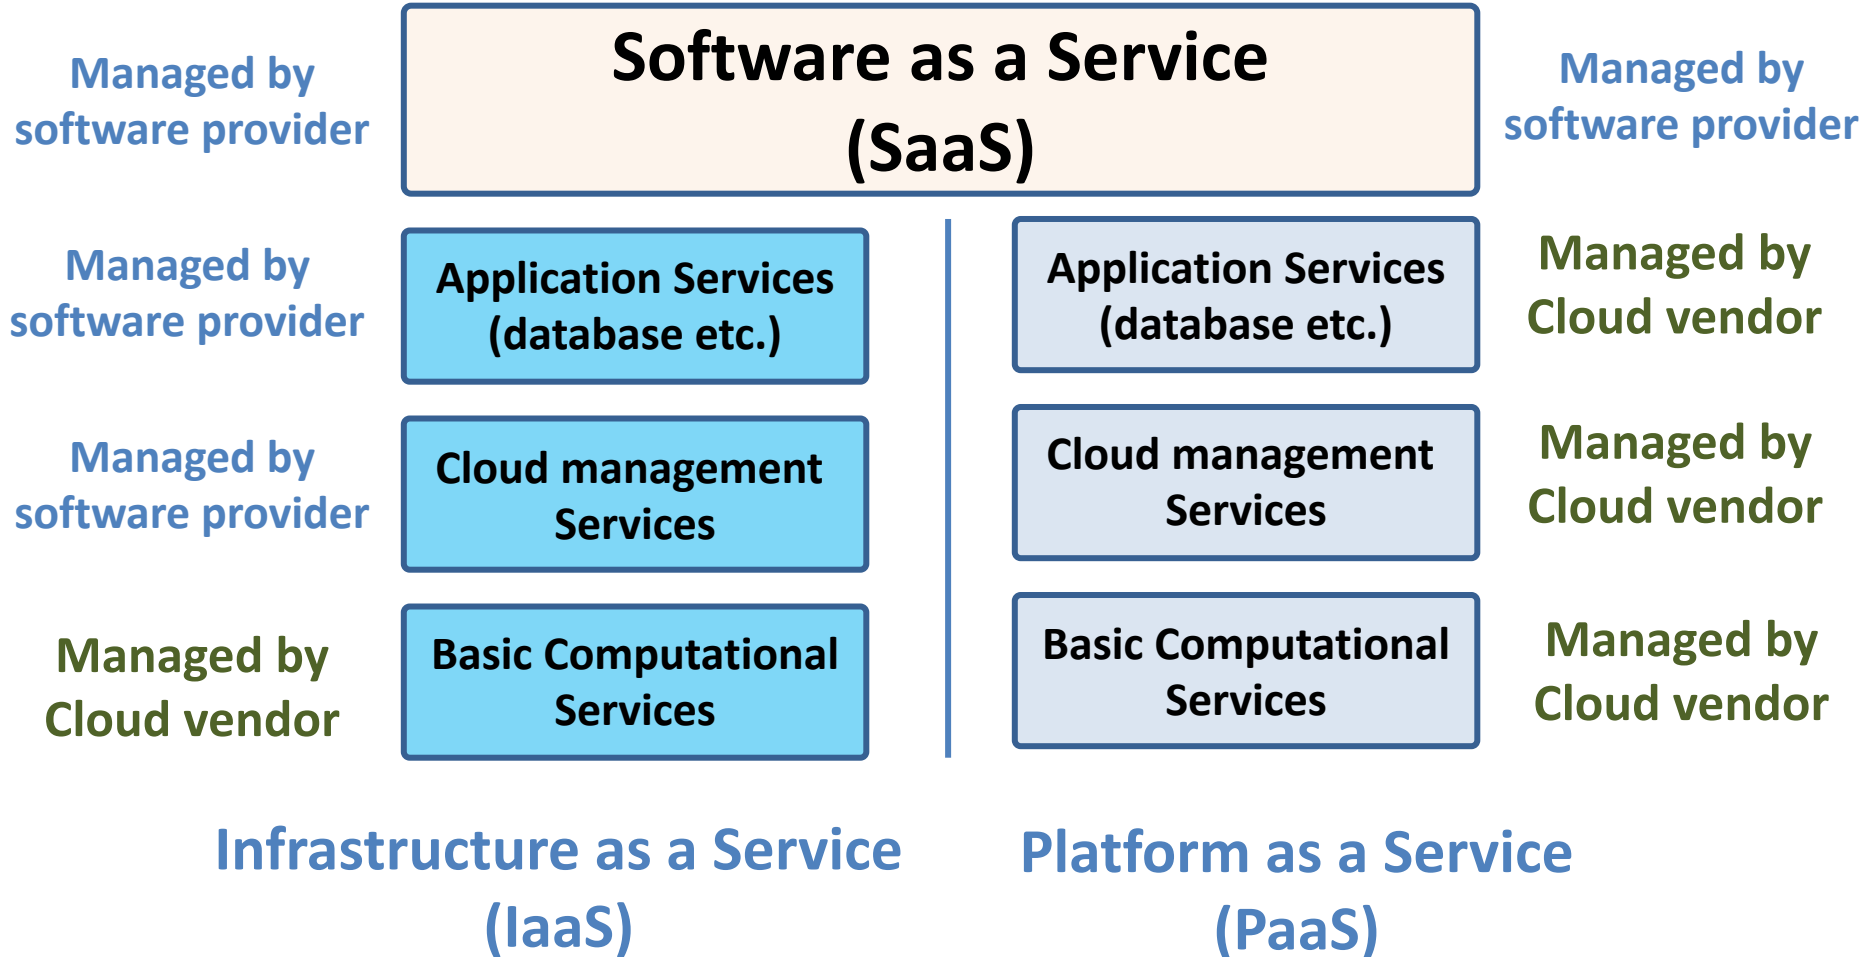 Software as a Service
(SaaS)
Managed by
software provider
Managed by
software provider
Managed by
software provider
Application Services
(database etc.)
Application Services
(database etc.)
Managed by
Cloud vendor
Managed by
software provider
Cloud management
Services
Cloud management
Services
Managed by
Cloud vendor
Managed by
Cloud vendor
Basic Computational
Services
Basic Computational
Services
Managed by
Cloud vendor
Infrastructure as a Service
(IaaS)
Platform as a Service
(PaaS)